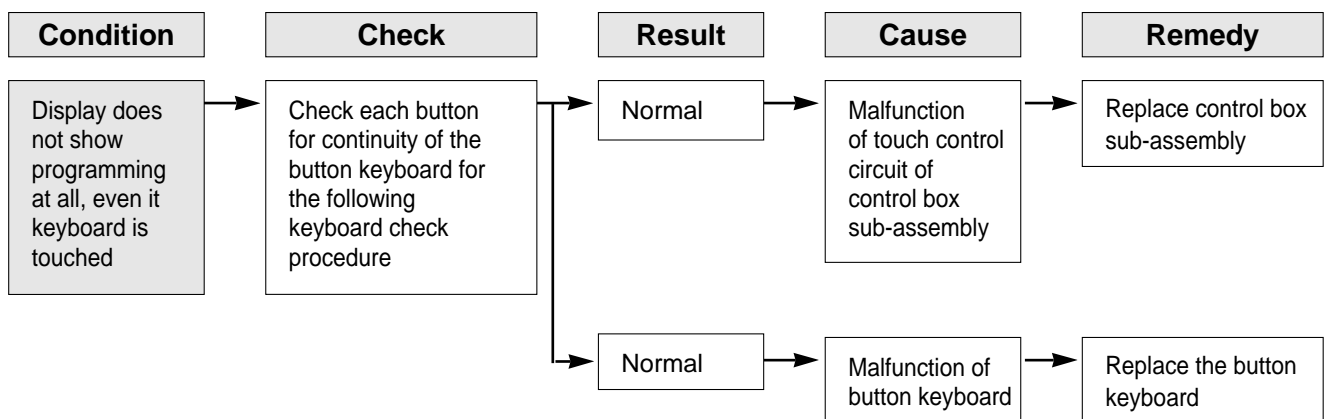 Condition
Check
Result
Cause
Remedy
Display does
not show
programming
at all, even it
keyboard is
touched
Check each button
for continuity of the
button keyboard for
the following
keyboard check
procedure
Normal
Malfunction
of touch control
circuit of
control box
sub-assembly
Replace control box
sub-assembly
Normal
Malfunction of
button keyboard
Replace the button
keyboard